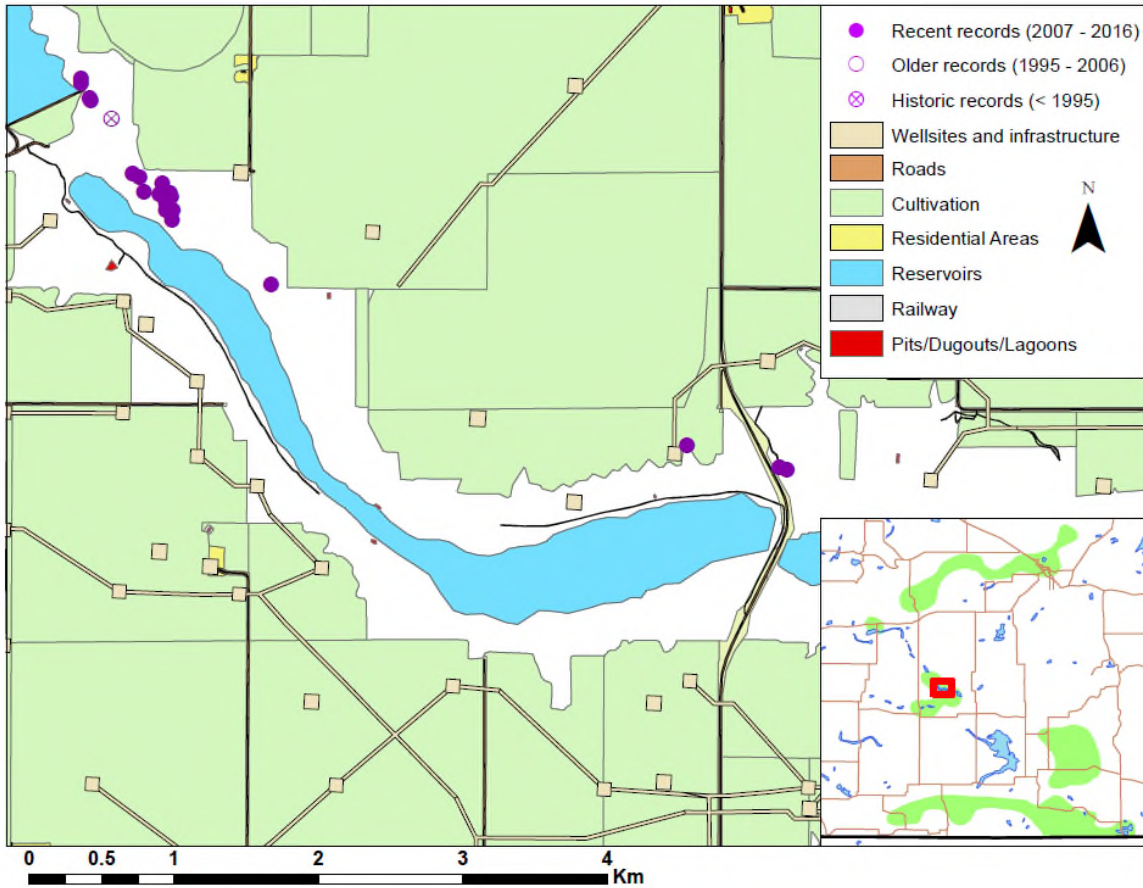 Recent records (2007 - 2016)
Older records (1995 - 2006)
Historic records (< 1995)
Wellsites and infrastructure
Roads
Cultivation
Residential Areas
Reservoirs
Railway
Pits/Dugouts/Lagoons
N
0 0.5 1 2 3 4
Km